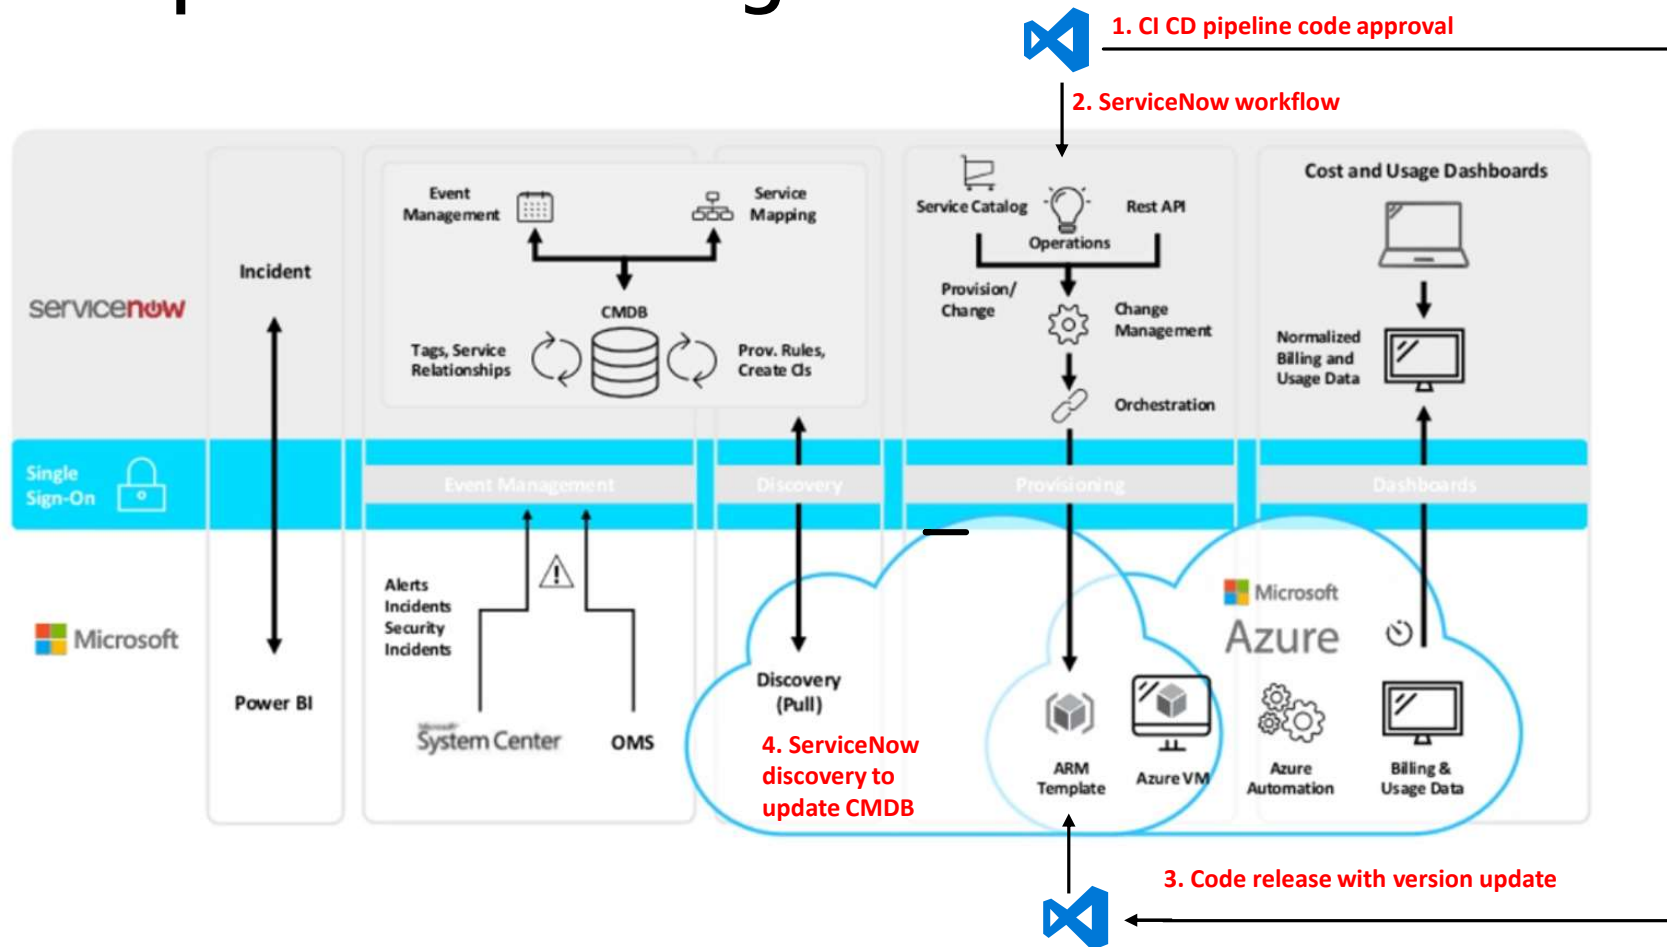 1. CI CD pipeline code approval
2. ServiceNow workflow
servicenow
Incident
Event
Management
Service
Mapping
CMDB
Tags, Service
Relationships
Prov. Rules,
Create CIs
Service Catalog
Operations
Rest API
Provision/
Change
Change
Management
Orchestration
Cost and Usage Dashboards
Normalized
Billing and
Usage Data
Single
Sign-On
Event Management
Discovery
Provisioning
Dashboards
Microsoft
Power BI
Alerts
Incidents
Security
Incidents
Microsoft
System Center
OMS
Discovery
(Pull)
4. ServiceNow
discovery to
update CMDB
Microsoft
Azure
ARM
Template
Azure VM
Azure
Automation
Billing &
Usage Data
3. Code release with version update